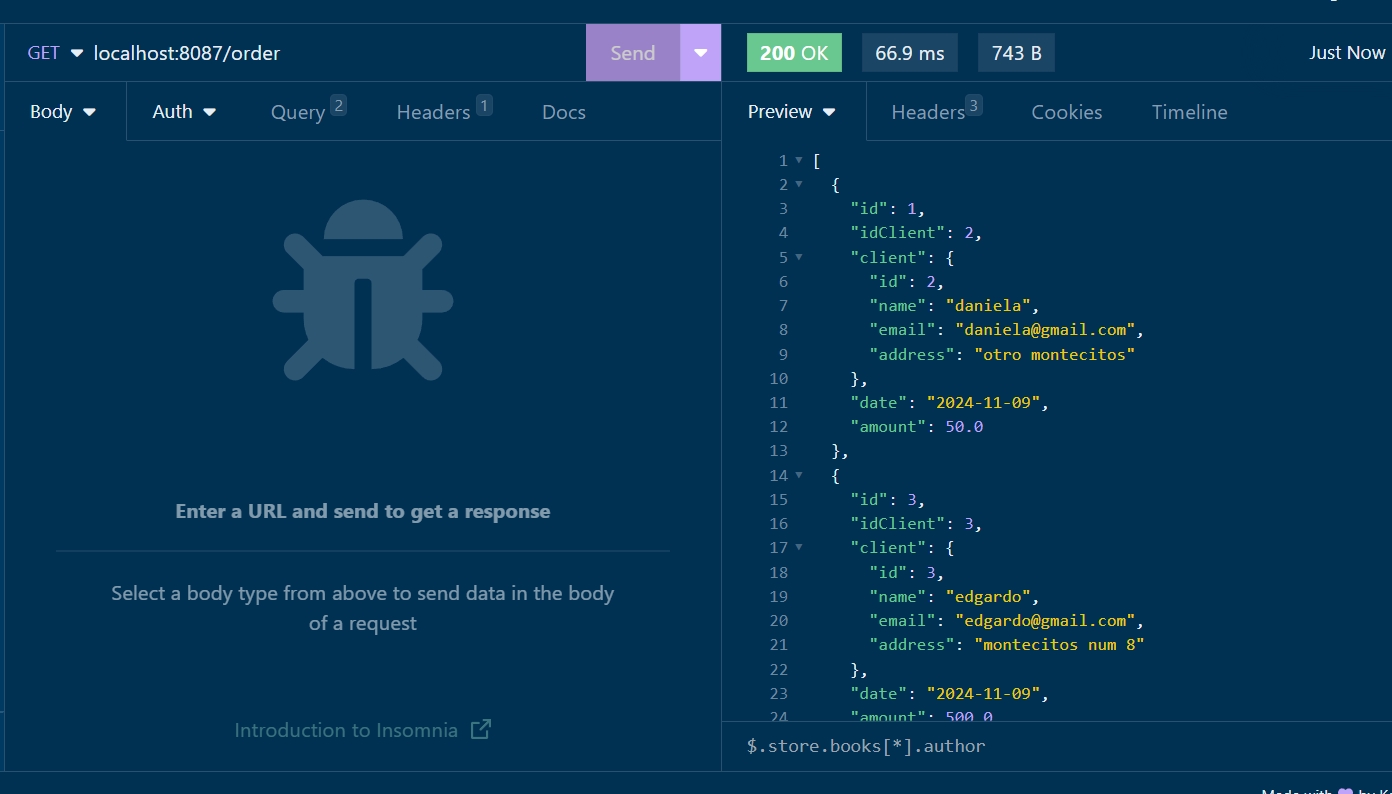 GET localhost:8087/order Send 200 OK 66.9 ms 743 B Just Now
Body Auth Query 2 Headers 1 Docs
Preview Headers 3 Cookies Timeline
Enter a URL and send to get a response
Select a body type from above to send data in the body
of a request
Introduction to Insomnia
1 [
2 {
3 "id": 1,
4 "idClient": 2,
5 "client": {
6 "id": 2,
7 "name": "daniela",
8 "email": "daniela@gmail.com",
9 "address": "otro montecitos"
10 },
11 "date": "2024-11-09",
12 "amount": 50.0
13 },
14 {
15 "id": 3,
16 "idClient": 3,
17 "client": {
18 "id": 3,
19 "name": "edgardo",
20 "email": "edgardo@gmail.com",
21 "address": "montecitos num 8"
22 },
23 "date": "2024-11-09",
24 "amount": 500.0
$.store.books[*].author
Made with by